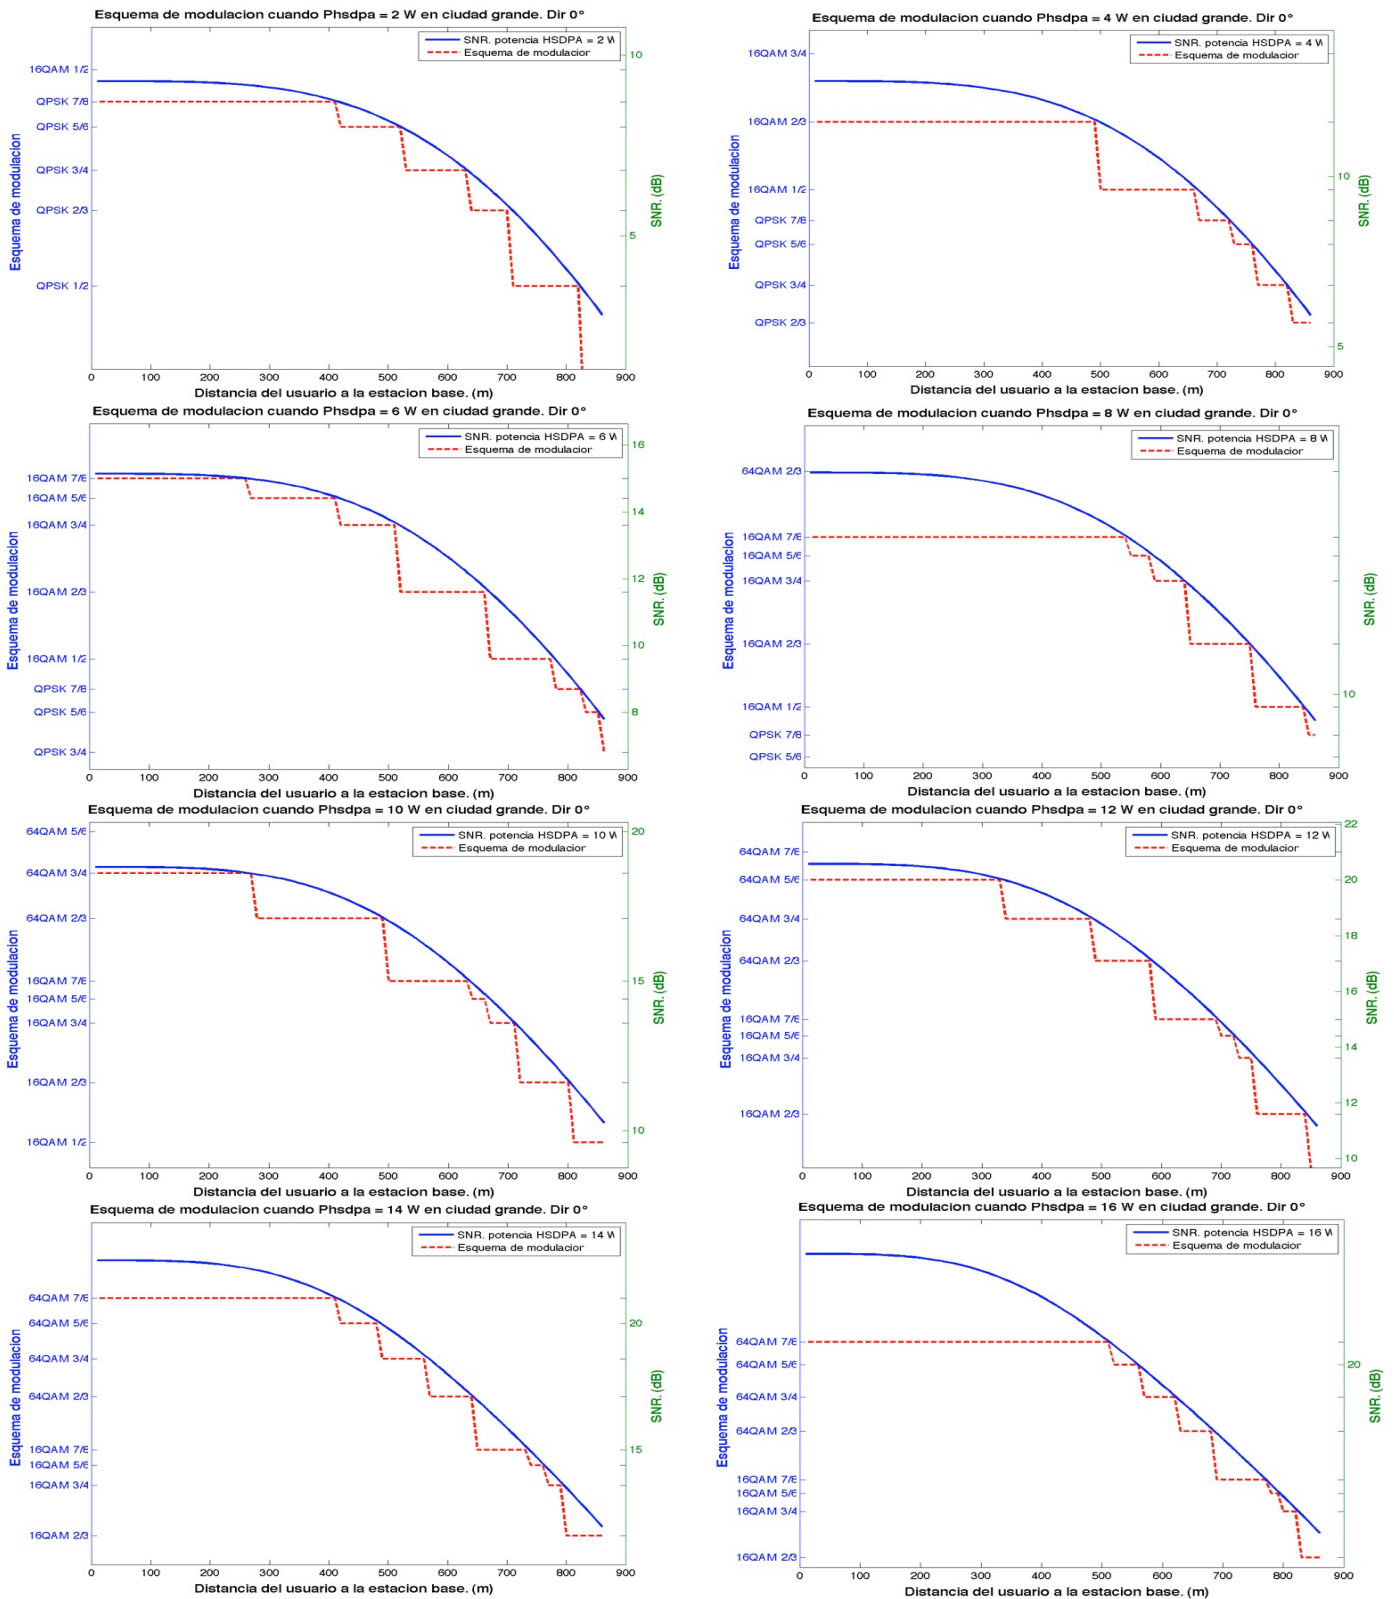 Esquema de modulacion cuando Phsdpa = 2 W en ciudad grande. Dir 0°
SNR. potencia HSDPA = 2 W
Esquema de modulacion
16QAM 1/2
QPSK 7/8
QPSK 5/6
QPSK 3/4
QPSK 2/3
QPSK 1/2
Esquema de modulacion
10
5
SNR. (dB)
0 100 200 300 400 500 600 700 800 900
Distancia del usuario a la estacion base. (m)
Esquema de modulacion cuando Phsdpa = 4 W en ciudad grande. Dir 0°
SNR. potencia HSDPA = 4 W
Esquema de modulacion
16QAM 3/4
16QAM 2/3
16QAM 1/2
QPSK 7/8
QPSK 5/6
QPSK 3/4
QPSK 2/3
Esquema de modulacion
10
5
SNR. (dB)
0 100 200 300 400 500 600 700 800 900
Distancia del usuario a la estacion base. (m)
Esquema de modulacion cuando Phsdpa = 6 W en ciudad grande. Dir 0°
SNR. potencia HSDPA = 6 W
Esquema de modulacion
16QAM 7/8
16QAM 5/6
16QAM 3/4
16QAM 2/3
16QAM 1/2
QPSK 7/8
QPSK 5/6
QPSK 3/4
Esquema de modulacion
16
14
12
10
8
SNR. (dB)
0 100 200 300 400 500 600 700 800 900
Distancia del usuario a la estacion base. (m)
Esquema de modulacion cuando Phsdpa = 8 W en ciudad grande. Dir 0°
SNR. potencia HSDPA = 8 W
Esquema de modulacion
64QAM 2/3
16QAM 7/8
16QAM 5/6
16QAM 3/4
16QAM 2/3
16QAM 1/2
QPSK 7/8
QPSK 5/6
Esquema de modulacion
10
SNR. (dB)
0 100 200 300 400 500 600 700 800 900
Distancia del usuario a la estacion base. (m)
Esquema de modulacion cuando Phsdpa = 10 W en ciudad grande. Dir 0°
SNR. potencia HSDPA = 10 W
Esquema de modulacion
64QAM 5/6
64QAM 3/4
64QAM 2/3
16QAM 7/8
16QAM 5/6
16QAM 3/4
16QAM 2/3
16QAM 1/2
Esquema de modulacion
20
15
10
SNR. (dB)
0 100 200 300 400 500 600 700 800 900
Distancia del usuario a la estacion base. (m)
Esquema de modulacion cuando Phsdpa = 12 W en ciudad grande. Dir 0°
SNR. potencia HSDPA = 12 W
Esquema de modulacion
64QAM 7/8
64QAM 5/6
64QAM 3/4
64QAM 2/3
16QAM 7/8
16QAM 5/6
16QAM 3/4
16QAM 2/3
Esquema de modulacion
22
20
18
16
14
12
10
SNR. (dB)
0 100 200 300 400 500 600 700 800 900
Distancia del usuario a la estacion base. (m)
Esquema de modulacion cuando Phsdpa = 14 W en ciudad grande. Dir 0°
SNR. potencia HSDPA = 14 W
Esquema de modulacion
64QAM 7/8
64QAM 5/6
64QAM 3/4
64QAM 2/3
16QAM 7/8
16QAM 5/6
16QAM 3/4
16QAM 2/3
Esquema de modulacion
20
15
SNR. (dB)
0 100 200 300 400 500 600 700 800 900
Distancia del usuario a la estacion base. (m)
Esquema de modulacion cuando Phsdpa = 16 W en ciudad grande. Dir 0°
SNR. potencia HSDPA = 16 W
Esquema de modulacion
64QAM 7/8
64QAM 5/6
64QAM 3/4
64QAM 2/3
16QAM 7/8
16QAM 5/6
16QAM 3/4
16QAM 2/3
Esquema de modulacion
20
SNR. (dB)
0 100 200 300 400 500 600 700 800 900
Distancia del usuario a la estacion base. (m)